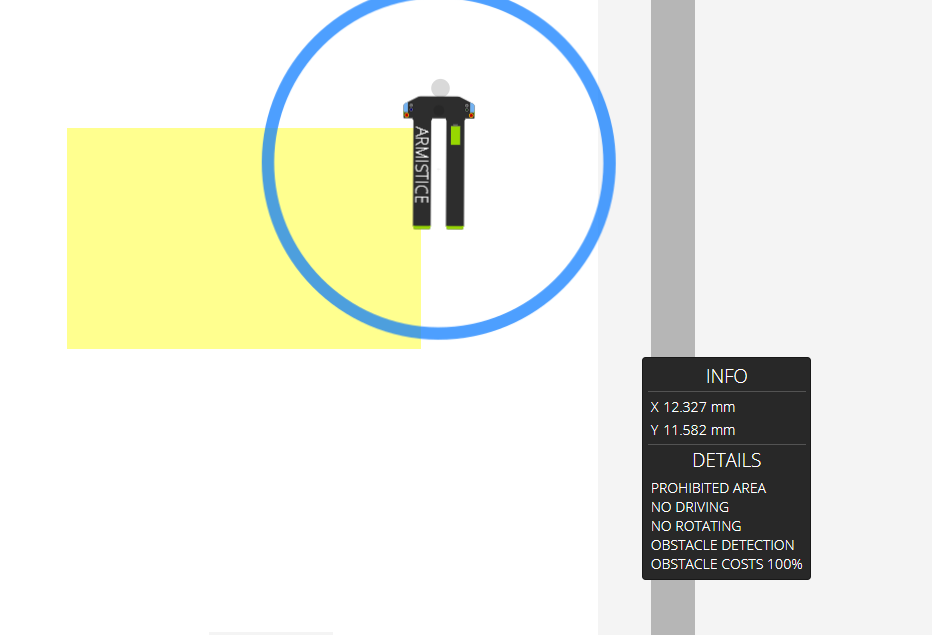 ARMISTICE
INFO
X 12.327 mm
Y 11.582 mm
DETAILS
PROHIBITED AREA
NO DRIVING
NO ROTATING
OBSTACLE DETECTION
OBSTACLE COSTS 100%